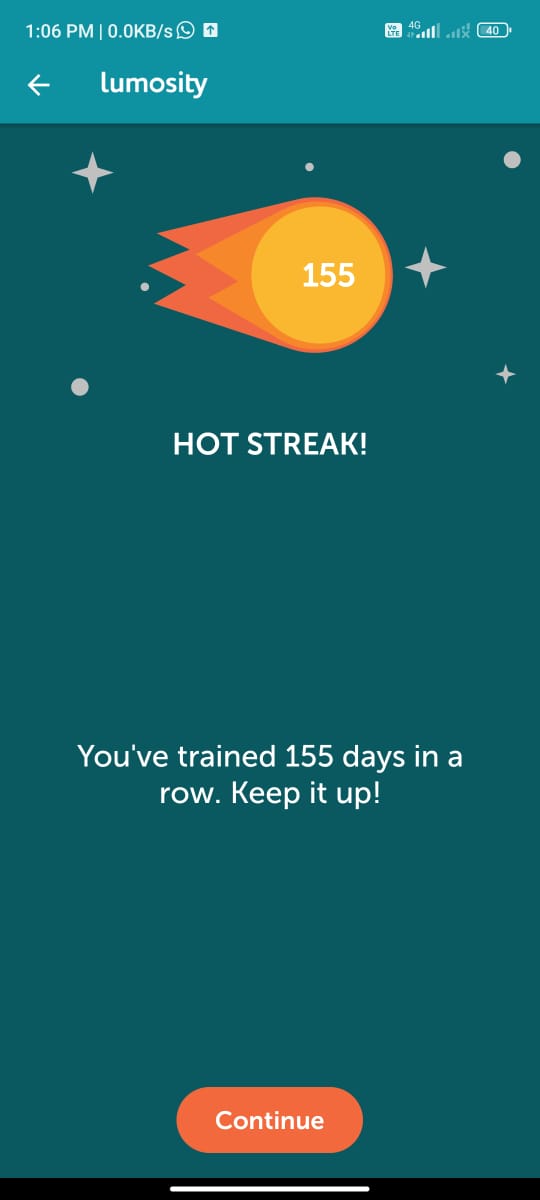 1:06 PM | 0.0KB/s
Vo
LTE
4G
40
lumosity
155
HOT STREAK!
You've trained 155 days in a
row. Keep it up!
Continue